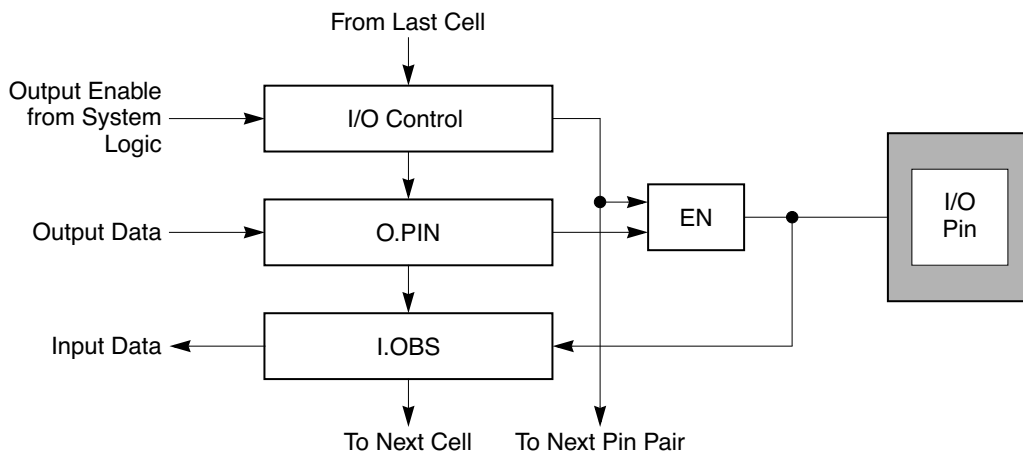 From Last Cell
Output Enable
from System
Logic
I/O Control
Output Data
O.PIN
EN
I/O
Pin
Input Data
I.OBS
To Next Cell
To Next Pin Pair